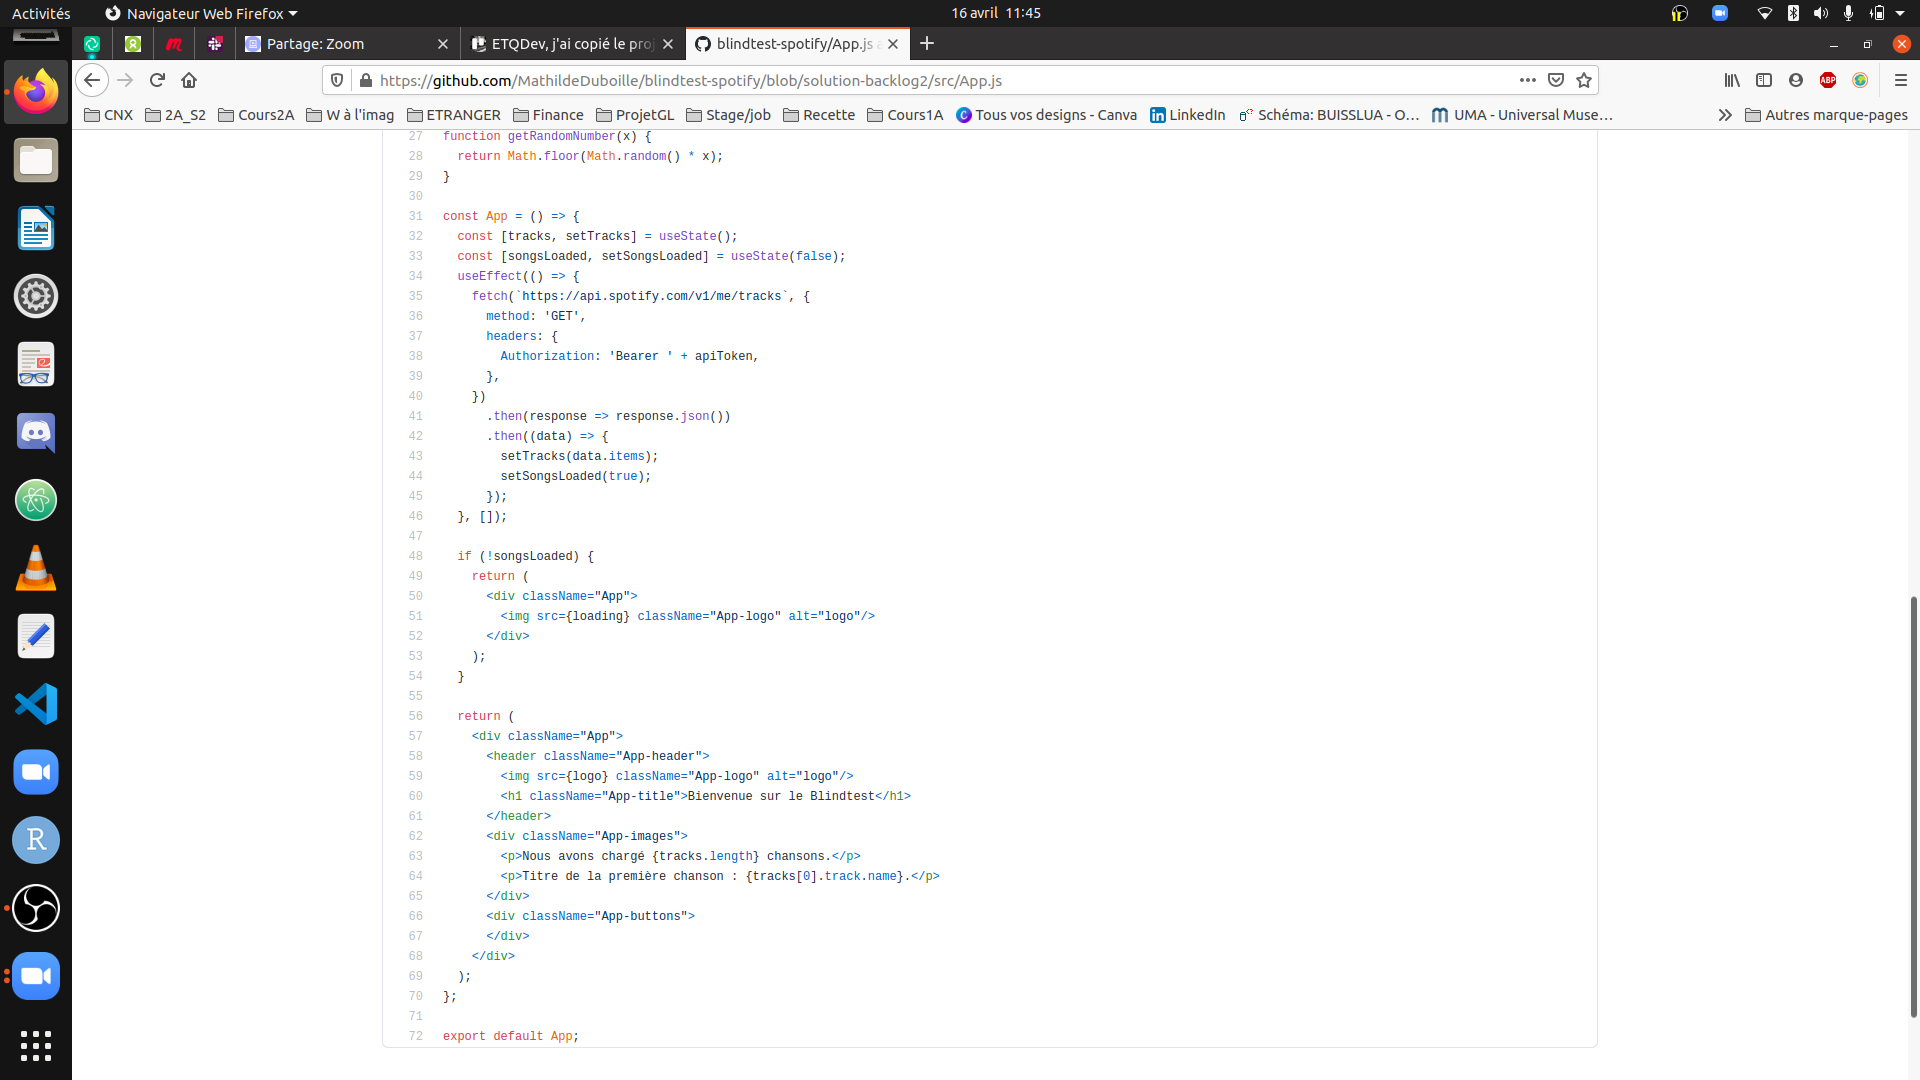 Activités
Navigateur Web Firefox
16 avril 11:45
Partage: Zoom
ETQDev, j'ai copié le pro
blindtest-spotify/App.js
https://github.com/MathildeDuboille/blindtest-spotify/blob/solution-backlog2/src/App.js
ABP
CNX
2A_S2
Cours2A
W à l'imag
ETRANGER
Finance
ProjetGL
Stage/job
Recette
Cours1A
Tous vos designs - Canva
LinkedIn
Schéma: BUISSLUA - O…
UMA - Universal Muse…
Autres marque-pages
27 function getRandomNumber(x) {
28   return Math.floor(Math.random() * x);
29 }
30
31 const App = () => {
32   const [tracks, setTracks] = useState();
33   const [songsLoaded, setSongsLoaded] = useState(false);
34   useEffect(() => {
35     fetch(`https://api.spotify.com/v1/me/tracks`, {
36       method: 'GET',
37       headers: {
38         Authorization: 'Bearer ' + apiToken,
39       },
40     })
41       .then(response => response.json())
42       .then((data) => {
43         setTracks(data.items);
44         setSongsLoaded(true);
45       });
46   }, []);
47
48   if (!songsLoaded) {
49     return (
50       <div className="App">
51         <img src={loading} className="App-logo" alt="logo"/>
52       </div>
53     );
54   }
55
56   return (
57     <div className="App">
58       <header className="App-header">
59         <img src={logo} className="App-logo" alt="logo"/>
60         <h1 className="App-title">Bienvenue sur le Blindtest</h1>
61       </header>
62       <div className="App-images">
63         <p>Nous avons chargé {tracks.length} chansons.</p>
64         <p>Titre de la première chanson : {tracks[0].track.name}.</p>
65       </div>
66       <div className="App-buttons">
67       </div>
68     </div>
69   );
70 };
71
72 export default App;
R